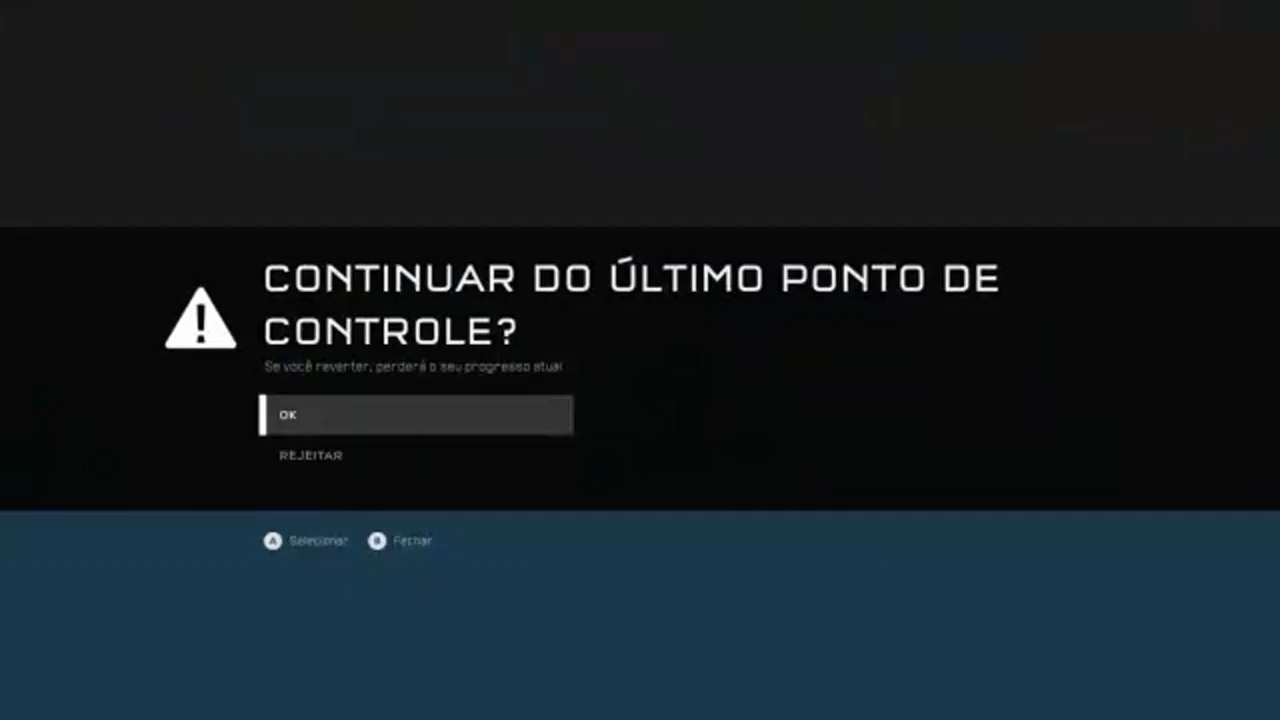 CONTINUAR DO ÚLTIMO PONTO DE
CONTROLE?
Se você reverter, perderá o seu progresso atual
OK
REJEITAR
A Selecionar B Fechar